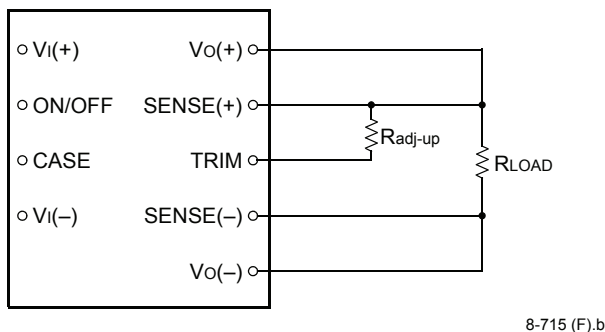 VI(+)
VO(+)
ON/OFF
SENSE(+)
Radj-up
CASE
TRIM
RLOAD
VI(–)
SENSE(–)
VO(–)
8-715 (F).b